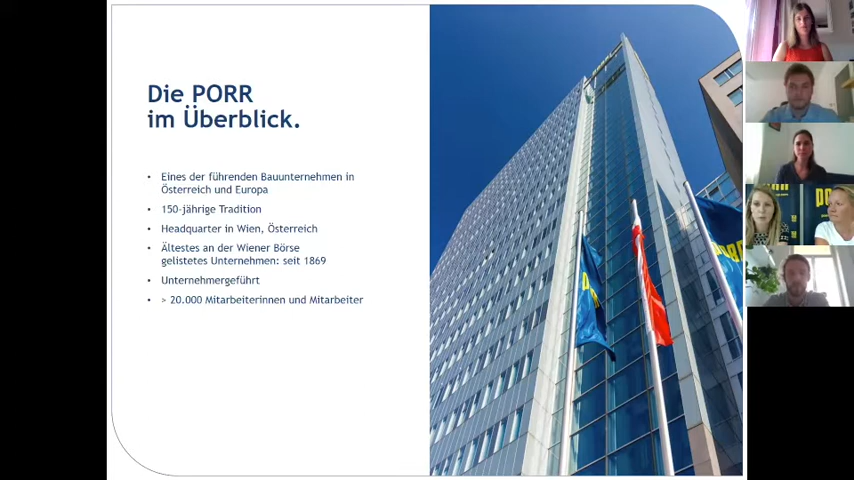 Die PORR
im Überblick.
• Eines der führenden Bauunternehmen in
Österreich und Europa
• 150-jährige Tradition
• Headquarter in Wien, Österreich
• Ältestes an der Wiener Börse
gelistetes Unternehmen: seit 1869
• Unternehmergeführt
• > 20.000 Mitarbeiterinnen und Mitarbeiter